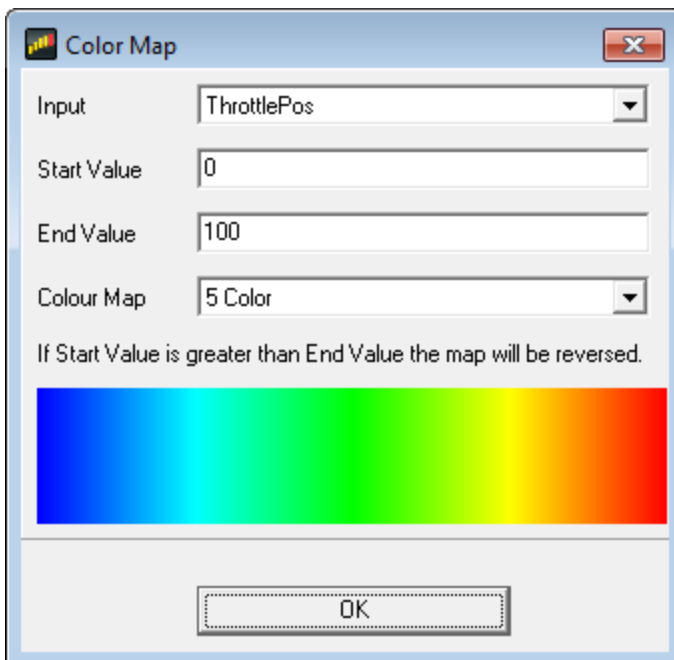 Color Map
Input ThrottlePos
Start Value 0
End Value 100
Colour Map 5 Color
If Start Value is greater than End Value the map will be reversed.
OK